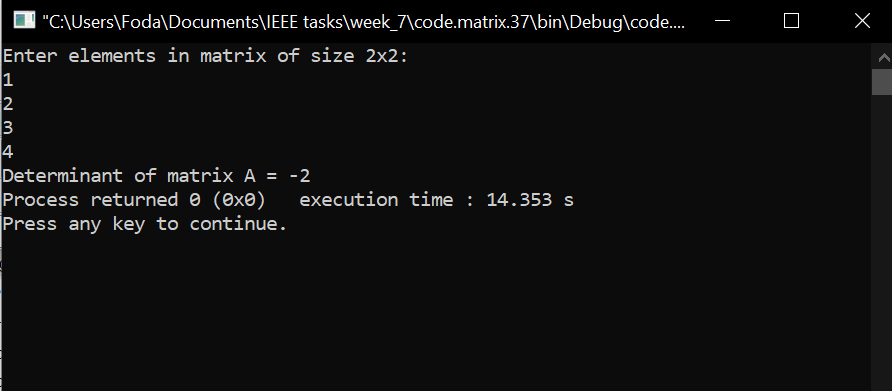 "C:\Users\Foda\Documents\IEEE tasks\week_7\code.matrix.37\bin\Debug\code....
Enter elements in matrix of size 2x2:
1
2
3
4
Determinant of matrix A = -2
Process returned 0 (0x0)   execution time : 14.353 s
Press any key to continue.